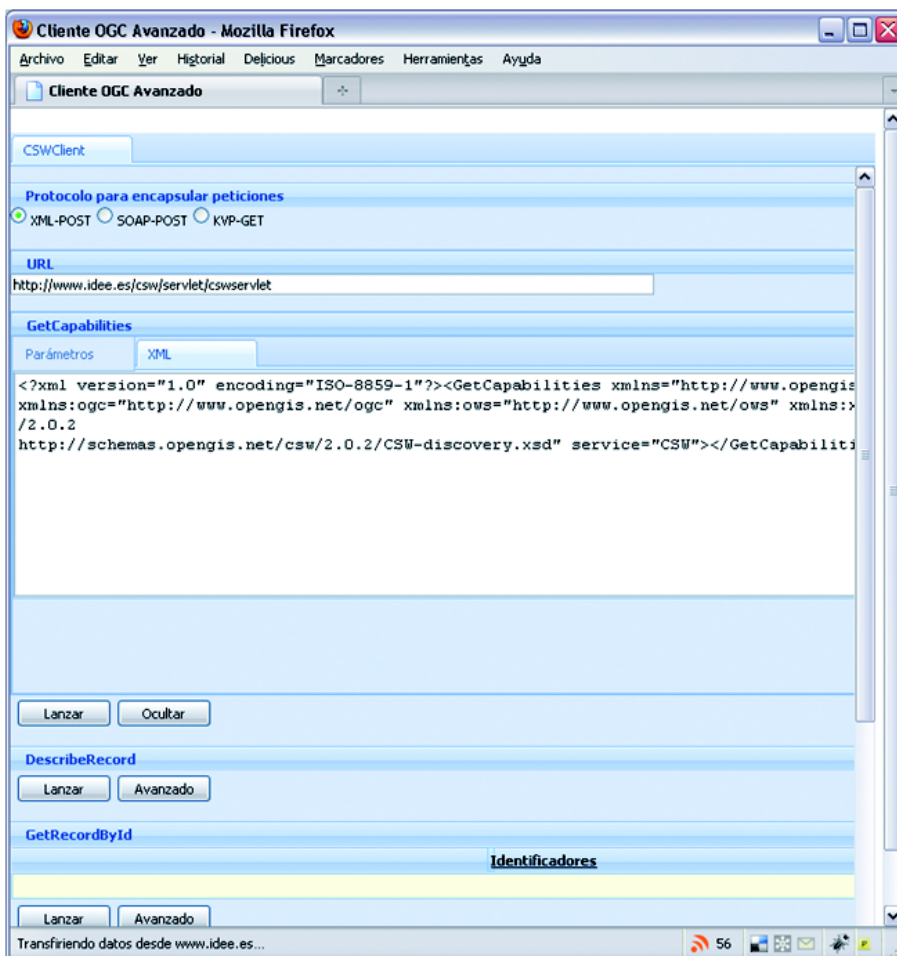 Cliente OGC Avanzado - Mozilla Firefox
Archivo Editar Ver Historial Delicious Marcadores Herramientas Ayuda
Cliente OGC Avanzado
CSWClient
Protocolo para encapsular peticiones
XML-POST SOAP-POST KVP-GET
URL
http://www.idee.es/csw/servlet/cswservlet
GetCapabilities
Parámetros XML
<?xml version="1.0" encoding="ISO-8859-1"?><GetCapabilities xmlns="http://www.opengis
xmlns:ogc="http://www.opengis.net/ogc" xmlns:ows="http://www.opengis.net/ows" xmlns:x
/2.0.2
http://schemas.opengis.net/csw/2.0.2/CSW-discovery.xsd" service="CSW"></GetCapabiliti
Lanzar Ocultar
DescribeRecord
Lanzar Avanzado
GetRecordById
Identificadores
Lanzar Avanzado
Transfiriendo datos desde www.idee.es... 56